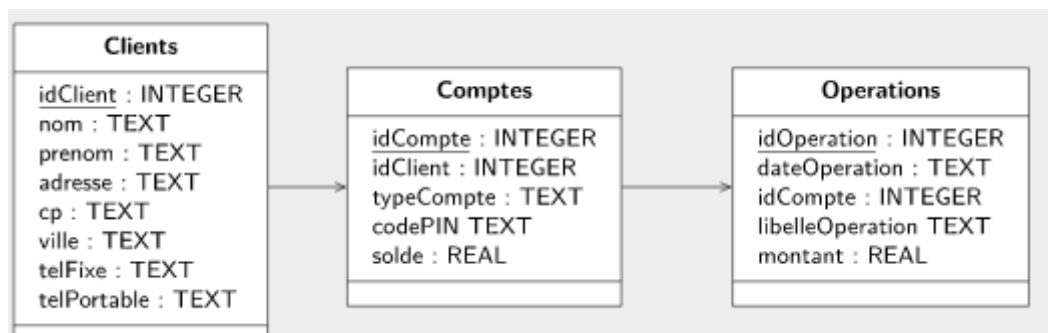 Clients
idClient : INTEGER
nom : TEXT
prenom : TEXT
adresse : TEXT
cp : TEXT
ville : TEXT
telFixe : TEXT
telPortable : TEXT
Comptes
idCompte : INTEGER
idClient : INTEGER
typeCompte : TEXT
codePIN TEXT
solde : REAL
Operations
idOperation : INTEGER
dateOperation : TEXT
idCompte : INTEGER
libelleOperation TEXT
montant : REAL